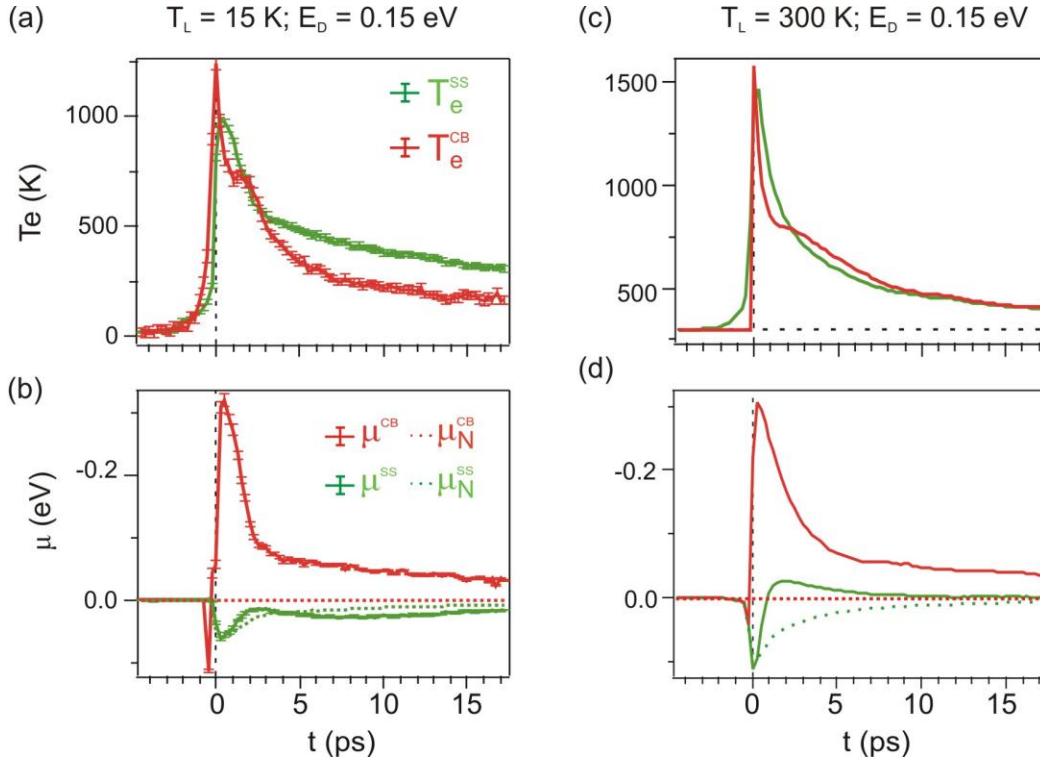 (a) T_L = 15 K; E_D = 0.15 eV
T_e^SS
T_e^CB
Te (K)
1000
500
0
(b)
μ^CB ···· μ_N^CB
μ^SS ···· μ_N^SS
μ (eV)
-0.2
0.0
0 5 10 15
t (ps)
(c) T_L = 300 K; E_D = 0.15 eV
1500
1000
500
(d)
-0.2
0.0
0 5 10 15
t (ps)